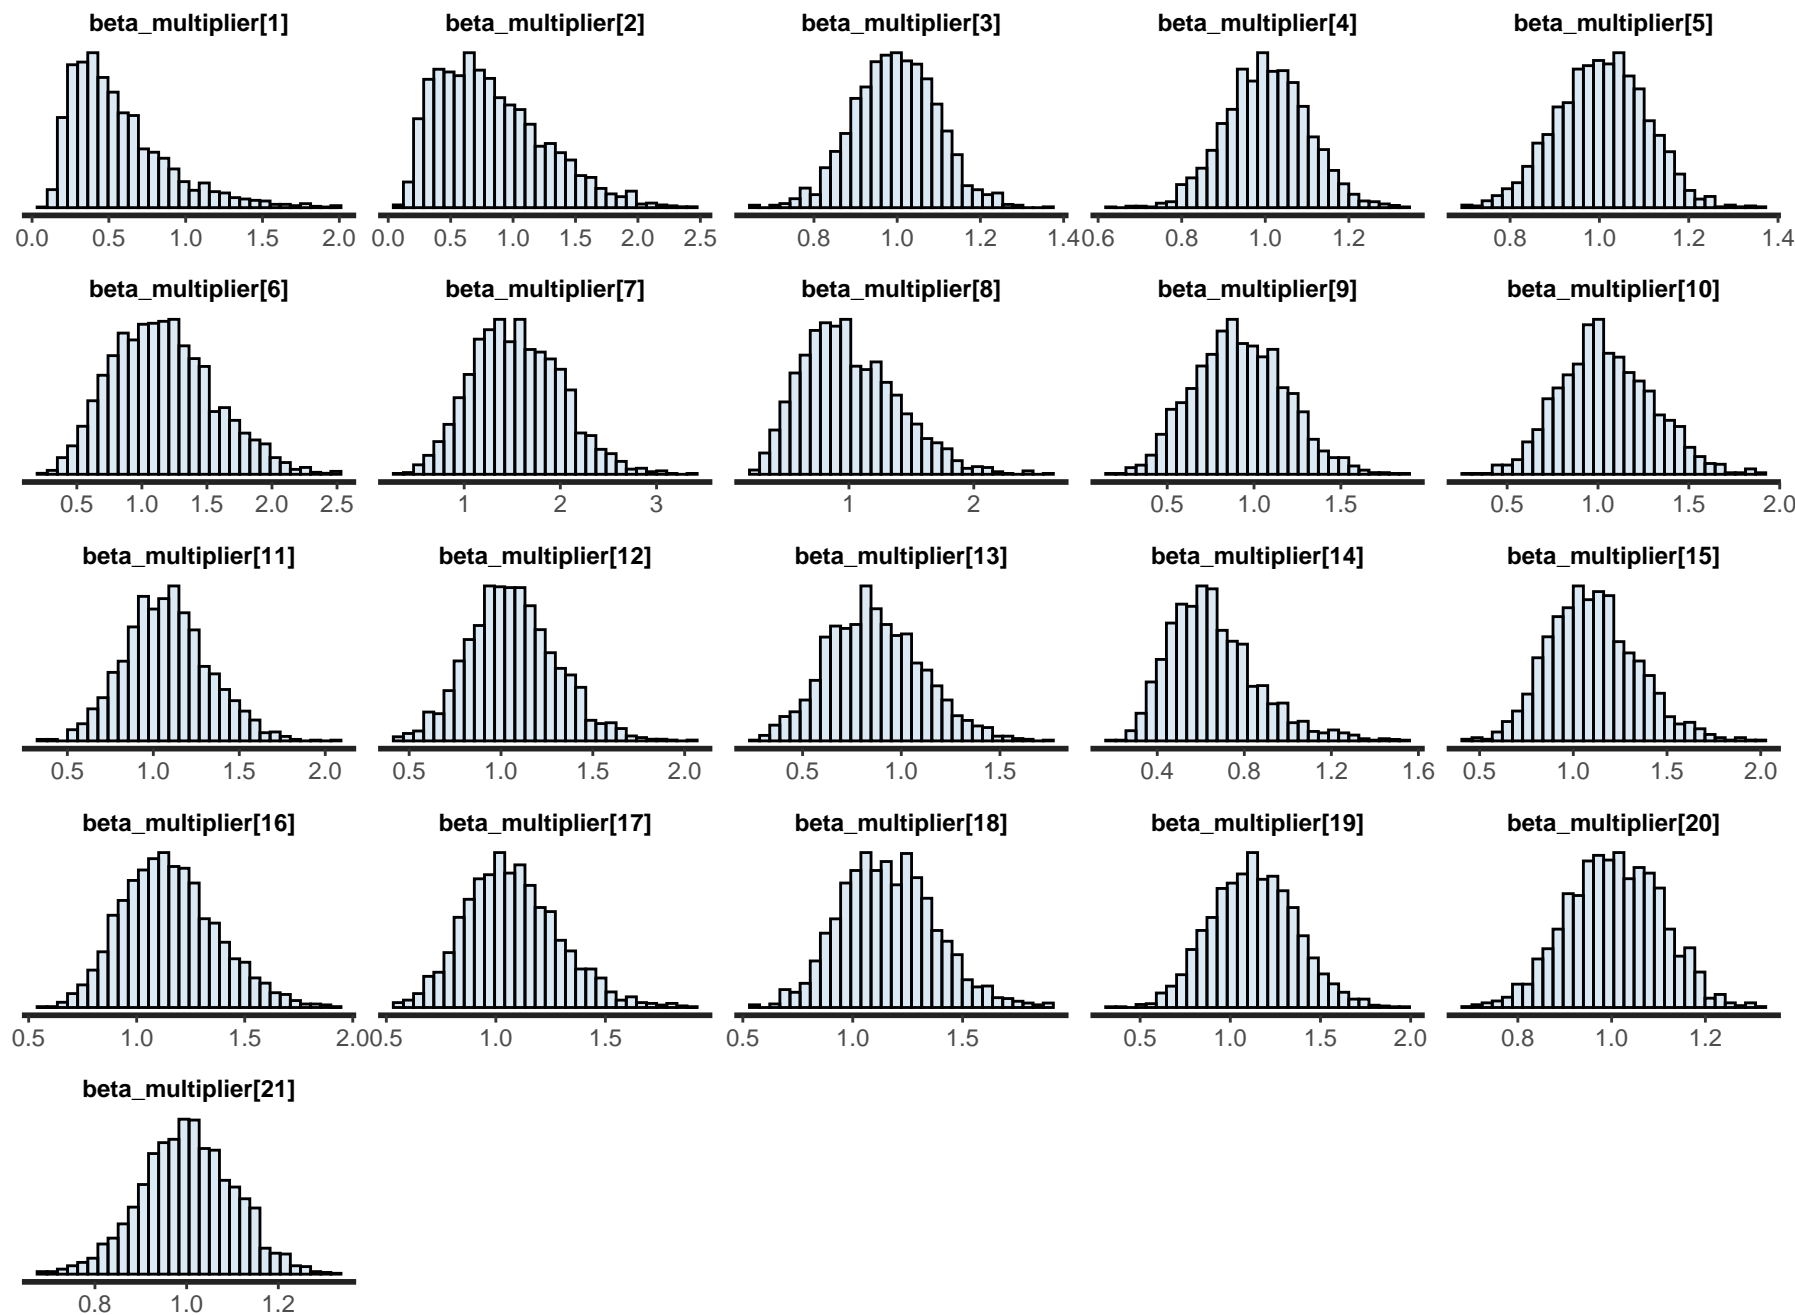 beta_multiplier[1] beta_multiplier[2] beta_multiplier[3] beta_multiplier[4] beta_multiplier[5]
0.0 0.5 1.0 1.5 2.0 0.0 0.5 1.0 1.5 2.0 2.5 0.8 1.0 1.2 1.4 0.6 0.8 1.0 1.2 0.8 1.0 1.2 1.4
beta_multiplier[6] beta_multiplier[7] beta_multiplier[8] beta_multiplier[9] beta_multiplier[10]
0.5 1.0 1.5 2.0 2.5 1 2 3 1 2 0.5 1.0 1.5 0.5 1.0 1.5 2.0
beta_multiplier[11] beta_multiplier[12] beta_multiplier[13] beta_multiplier[14] beta_multiplier[15]
0.5 1.0 1.5 2.0 0.5 1.0 1.5 2.0 0.5 1.0 1.5 0.4 0.8 1.2 1.6 0.5 1.0 1.5 2.0
beta_multiplier[16] beta_multiplier[17] beta_multiplier[18] beta_multiplier[19] beta_multiplier[20]
0.5 1.0 1.5 2.0 0.5 1.0 1.5 0.5 1.0 1.5 0.5 1.0 1.5 2.0 0.8 1.0 1.2
beta_multiplier[21]
0.8 1.0 1.2